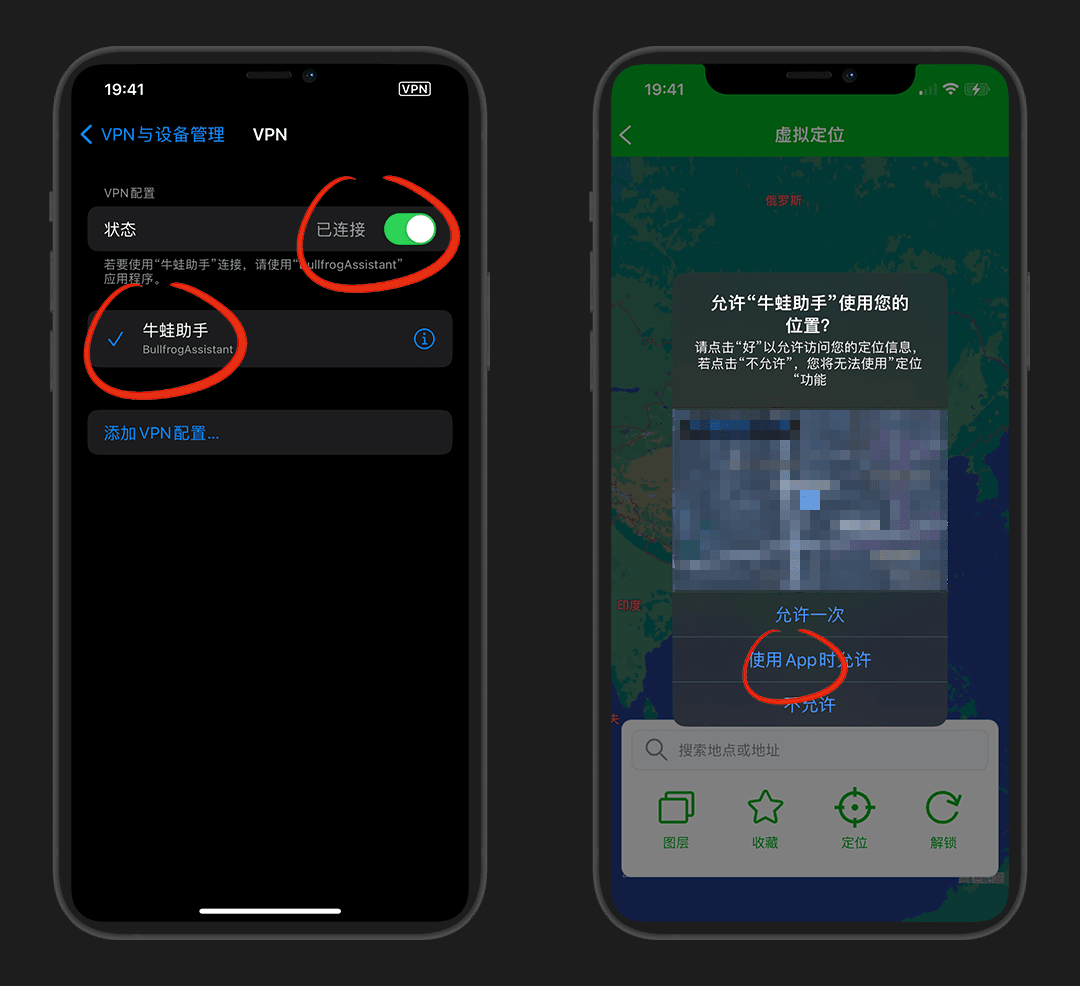 19:41
VPN
VPN与设备管理
VPN
VPN配置
状态
已连接
若要使用“牛蛙助手”连接，请使用“BullfrogAssistant”
应用程序。
牛蛙助手
BullfrogAssistant
添加VPN配置...
19:41
虚拟定位
俄罗斯
允许“牛蛙助手”使用您的
位置?
请点击“好”以允许访问您的定位信息，
若点击“不允许”，您将无法使用”定位
“功能
印度
允许一次
使用App时允许
不允许
夫
搜索地点或地址
图层
收藏
定位
解锁